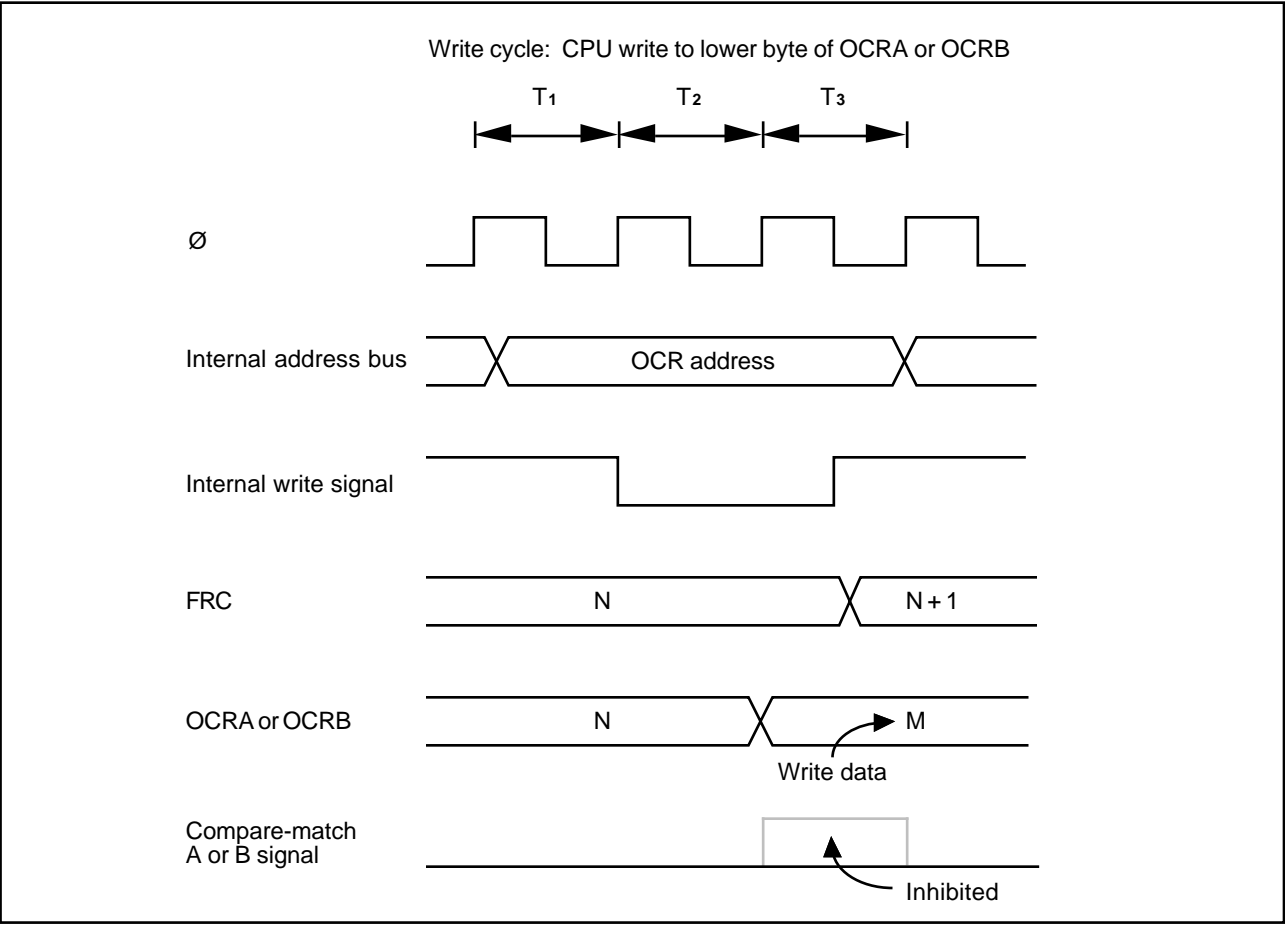 Write cycle: CPU write to lower byte of OCRA or OCRB
T1 T2 T3
Ø
Internal address bus OCR address
Internal write signal
FRC N N + 1
OCRA or OCRB N M
Write data
Compare-match
A or B signal
Inhibited